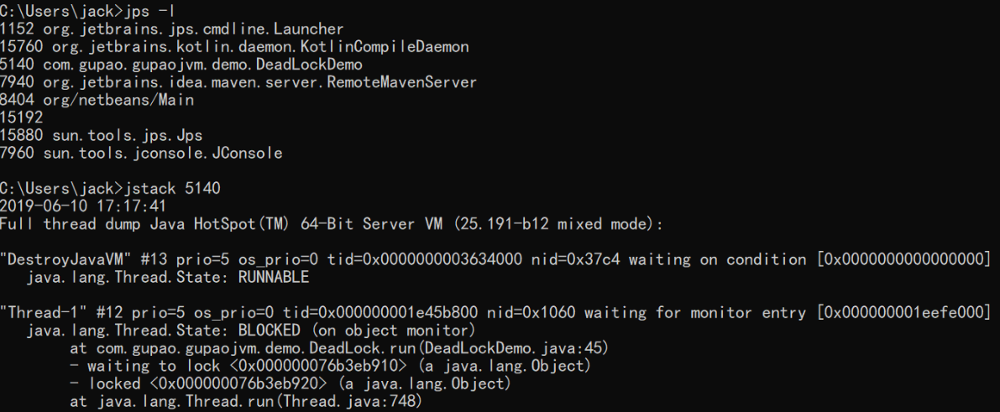 C:\Users\jack>jps -l
1152 org.jetbrains.jps.cmdline.Launcher
15760 org.jetbrains.kotlin.daemon.KotlinCompileDaemon
5140 com.gupao.gupaojvm.demo.DeadLockDemo
7940 org.jetbrains.idea.maven.server.RemoteMavenServer
8404 org/netbeans/Main
15192
15880 sun.tools.jps.Jps
7960 sun.tools.jconsole.JConsole
C:\Users\jack>jstack 5140
2019-06-10 17:17:41
Full thread dump Java HotSpot(TM) 64-Bit Server VM (25.191-b12 mixed mode):
"DestroyJavaVM" #13 prio=5 os_prio=0 tid=0x0000000003634000 nid=0x37c4 waiting on condition [0x0000000000000000]
java.lang.Thread.State: RUNNABLE
"Thread-1" #12 prio=5 os_prio=0 tid=0x000000001e45b800 nid=0x1060 waiting for monitor entry [0x000000001eefe000]
java.lang.Thread.State: BLOCKED (on object monitor)
at com.gupao.gupaojvm.demo.DeadLock.run(DeadLockDemo.java:45)
- waiting to lock <0x000000076b3eb910> (a java.lang.Object)
- locked <0x000000076b3eb920> (a java.lang.Object)
at java.lang.Thread.run(Thread.java:748)